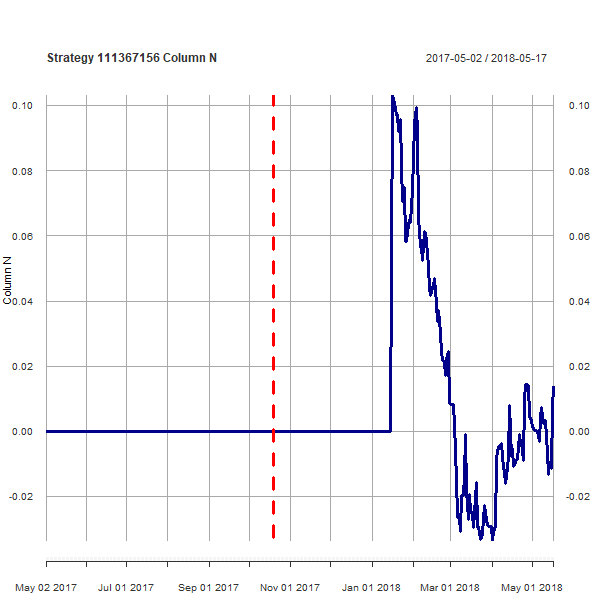 Strategy 111367156 Column N
2017-05-02 / 2018-05-17
0.10
0.10
0.08
0.08
0.06
0.06
0.04
0.04
0.02
0.02
0.00
0.00
-0.02
-0.02
Column N
May 02 2017
Jul 01 2017
Sep 01 2017
Nov 01 2017
Jan 01 2018
Mar 01 2018
May 01 2018